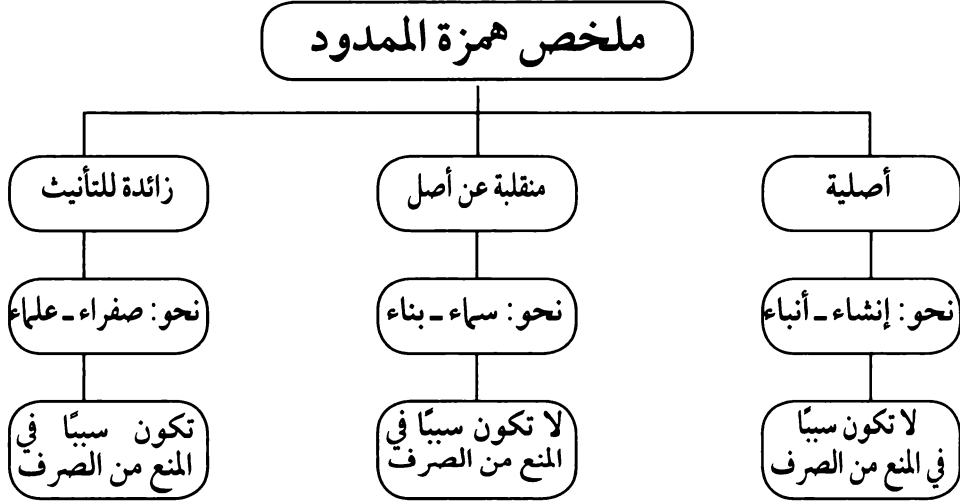 ملخص همزة الممدود
أصلية
منقلبة عن أصل
زائدة للتأنيث
نحو: إنشاء ـ أنباء
نحو: سماء ـ بناء
نحو: صفراء ـ علماء
لا تكون سببًا
في المنع من الصرف
لا تكون سببًا في
المنع من الصرف
تكون سببًا في
المنع من الصرف